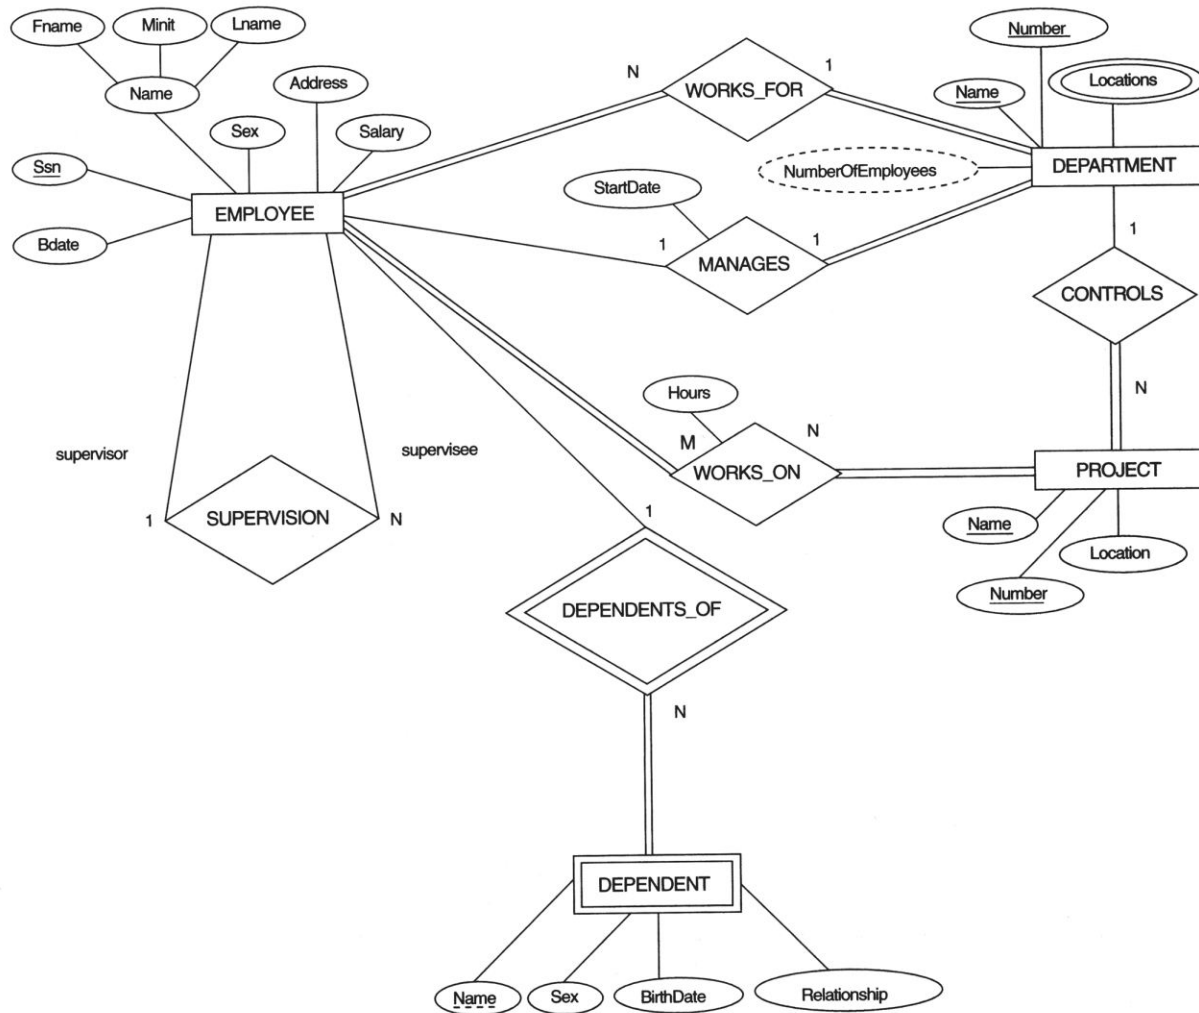 Fname
Minit
Lname
Number
Name
Address
N
WORKS_FOR
1
Locations
Sex
Salary
Name
Ssn
StartDate
NumberOfEmployees
DEPARTMENT
EMPLOYEE
Bdate
1
MANAGES
1
1
CONTROLS
Hours
N
supervisor
supervisee
M
N
WORKS_ON
PROJECT
1
SUPERVISION
N
1
Name
Location
Number
DEPENDENTS_OF
N
DEPENDENT
Name
Sex
BirthDate
Relationship